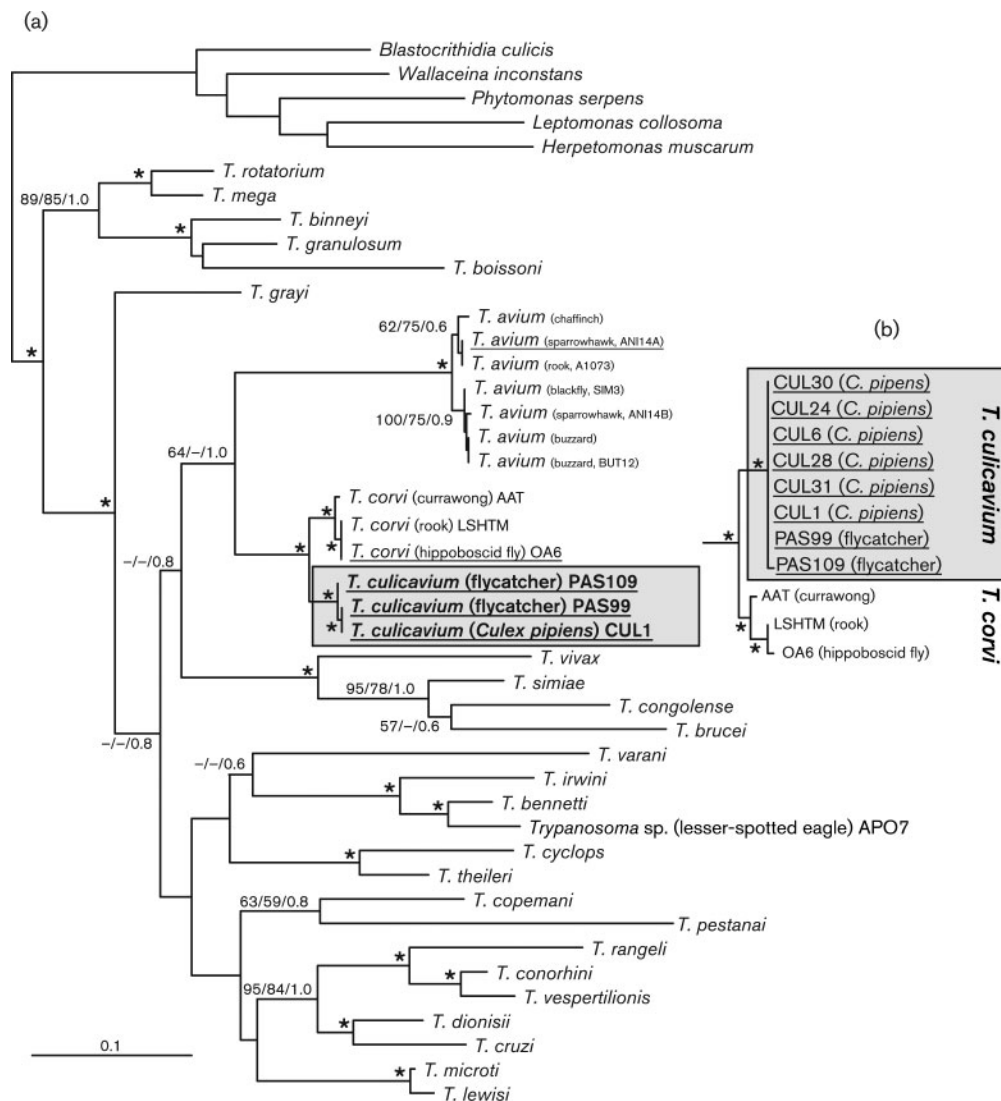 (a)
Blastocrithidia culicis
Wallaceina inconstans
Phytomonas serpens
Leptomonas collosoma
Herpetomonas muscarum
*
T. rotatorium
89/85/1.0
T. mega
T. binneyi
*
T. granulosum
T. boissoni
T. grayi
*
T. avium (chaffinch)
62/75/0.6
T. avium (sparrowhawk, ANI14A)
*
T. avium (rook, A1073)
T. avium (blackfly, SIM3)
100/75/0.9
T. avium (sparrowhawk, ANI14B)
T. avium (buzzard)
64/–/1.0
T. avium (buzzard, BUT12)
*
T. corvi (currawong) AAT
*
T. corvi (rook) LSHTM
*
*
T. corvi (hippoboscid fly) OA6
–/–/0.8
T. culicavium (flycatcher) PAS109
*
T. culicavium (flycatcher) PAS99
*
T. culicavium (Culex pipiens) CUL1
T. vivax
*
95/78/1.0
T. simiae
T. congolense
57/–/0.6
T. brucei
–/–/0.8
T. varani
–/–/0.6
T. irwini
*
T. bennetti
*
Trypanosoma sp. (lesser-spotted eagle) APO7
T. cyclops
*
T. theileri
63/59/0.8
T. copemani
T. pestanai
T. rangeli
*
T. conorhini
*
95/84/1.0
T. vespertilionis
T. dionisii
*
T. cruzi
T. microti
*
T. lewisi
0.1
(b)
CUL30 (C. pipens)
CUL24 (C. pipiens)
CUL6 (C. pipiens)
*
CUL28 (C. pipiens)
CUL31 (C. pipiens)
CUL1 (C. pipiens)
PAS99 (flycatcher)
*
PAS109 (flycatcher)
T. culicavium
AAT (currawong)
*
LSHTM (rook)
*
OA6 (hippoboscid fly)
T. corvi